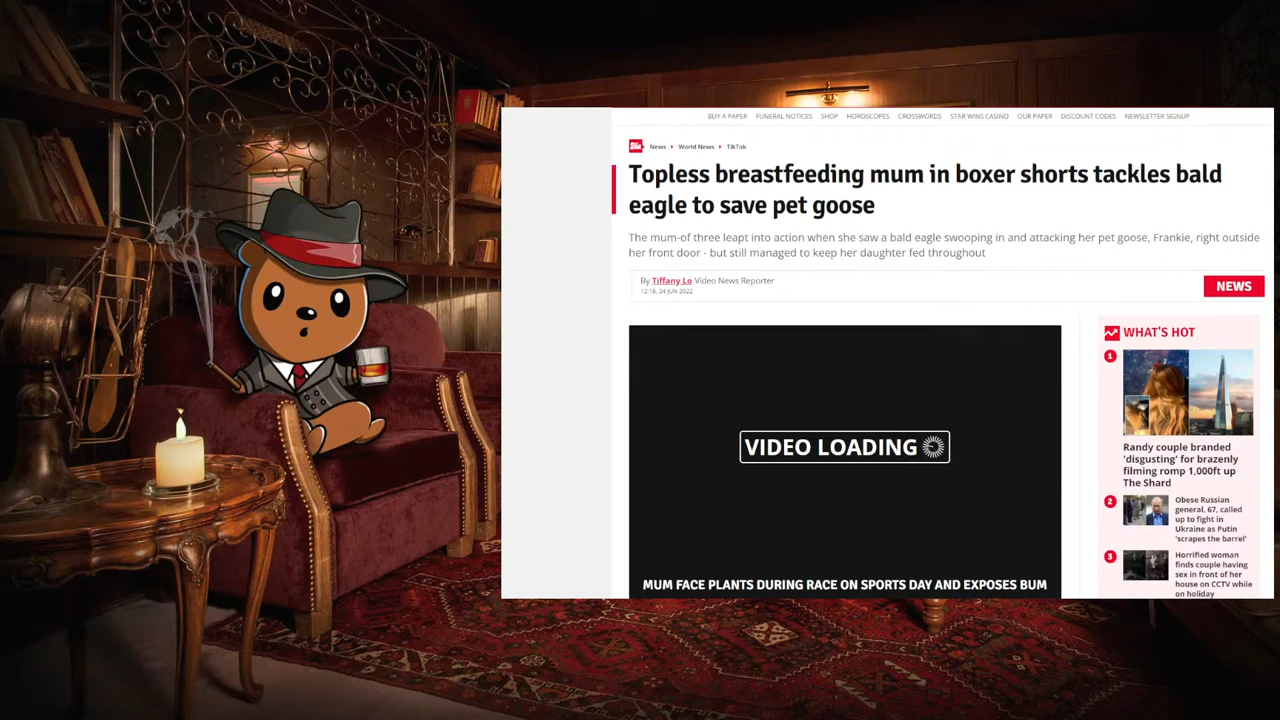 BUY A PAPER FUNERAL NOTICES SHOP HOROSCOPES CROSSWORDS STAR WINS CASINO OUR PAPER DISCOUNT CODES NEWSLETTER SIGNUP
News World News TikTok
Topless breastfeeding mum in boxer shorts tackles bald
eagle to save pet goose
The mum-of three leapt into action when she saw a bald eagle swooping in and attacking her pet goose, Frankie, right outside
her front door - but still managed to keep her daughter fed throughout
By Tiffany Lo Video News Reporter
12:18, 24 JUN 2022
NEWS
VIDEO LOADING
MUM FACE PLANTS DURING RACE ON SPORTS DAY AND EXPOSES BUM
WHAT'S HOT
1
Randy couple branded
'disgusting' for brazenly
filming romp 1,000ft up
The Shard
2
Obese Russian
general, 67, called
up to fight in
Ukraine as Putin
'scrapes the barrel'
3
Horrified woman
finds couple having
sex in front of her
house on CCTV while
on holiday